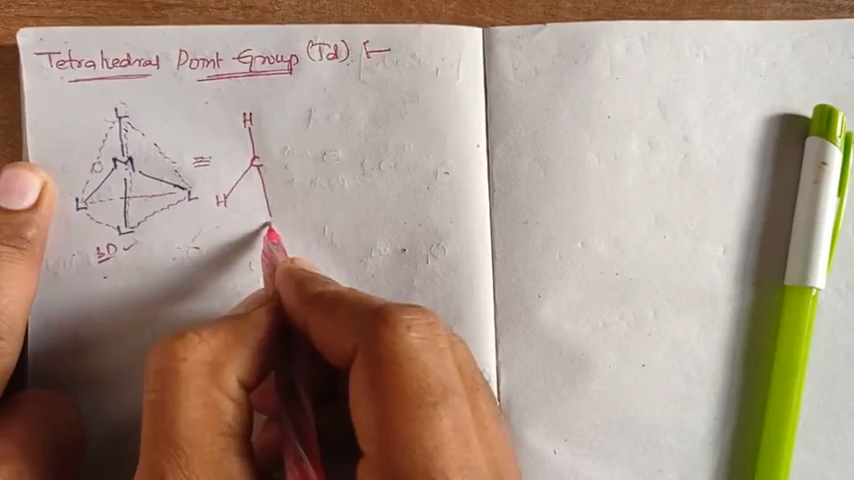 Tetrahedral Point Group (Td)
L
H
M
≡
C
L
L
H
L
3D ✓